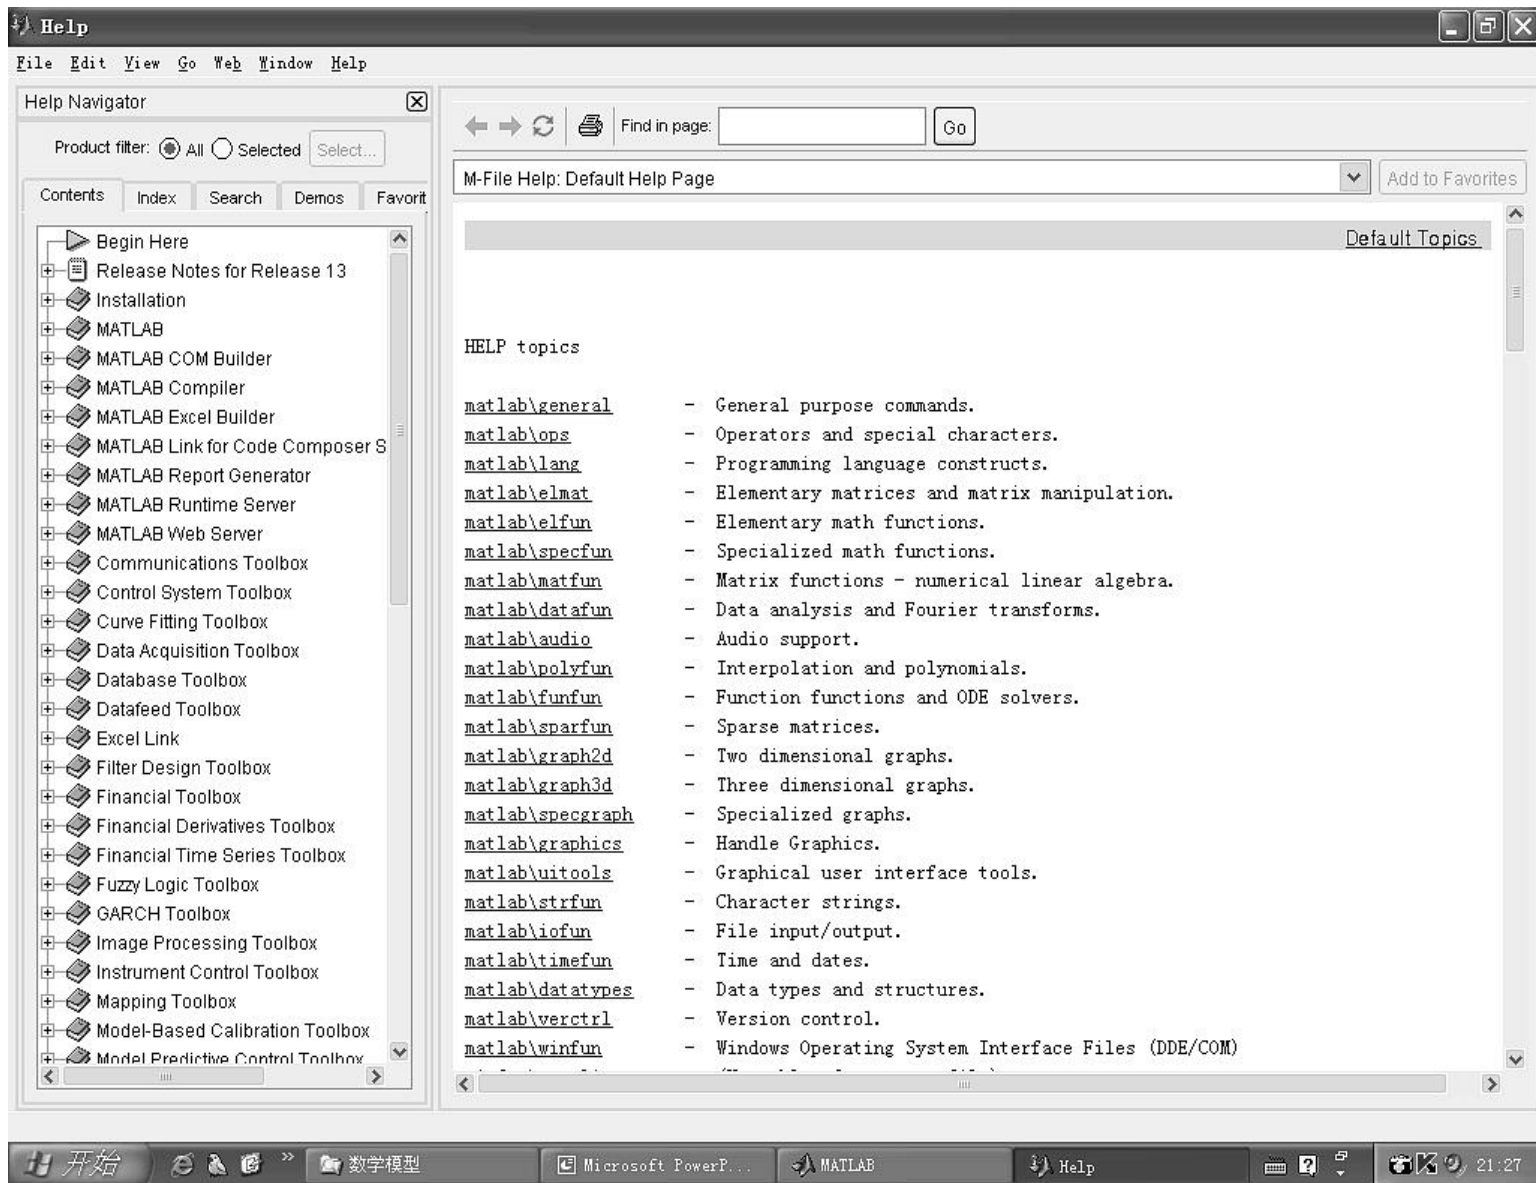 Help
File Edit View Go Web Window Help
Help Navigator
Product filter: All Selected Select...
Contents Index Search Demos Favorit
Begin Here
Release Notes for Release 13
Installation
MATLAB
MATLAB COM Builder
MATLAB Compiler
MATLAB Excel Builder
MATLAB Link for Code Composer S
MATLAB Report Generator
MATLAB Runtime Server
MATLAB Web Server
Communications Toolbox
Control System Toolbox
Curve Fitting Toolbox
Data Acquisition Toolbox
Database Toolbox
Datafeed Toolbox
Excel Link
Filter Design Toolbox
Financial Toolbox
Financial Derivatives Toolbox
Financial Time Series Toolbox
Fuzzy Logic Toolbox
GARCH Toolbox
Image Processing Toolbox
Instrument Control Toolbox
Mapping Toolbox
Model-Based Calibration Toolbox
Model Predictive Control Toolbox
Find in page: Go
M-File Help: Default Help Page Add to Favorites
Default Topics
HELP topics
matlab\general - General purpose commands.
matlab\ops - Operators and special characters.
matlab\lang - Programming language constructs.
matlab\elmat - Elementary matrices and matrix manipulation.
matlab\elfun - Elementary math functions.
matlab\specfun - Specialized math functions.
matlab\matfun - Matrix functions - numerical linear algebra.
matlab\datafun - Data analysis and Fourier transforms.
matlab\audio - Audio support.
matlab\polyfun - Interpolation and polynomials.
matlab\funfun - Function functions and ODE solvers.
matlab\sparfun - Sparse matrices.
matlab\graph2d - Two dimensional graphs.
matlab\graph3d - Three dimensional graphs.
matlab\specgraph - Specialized graphs.
matlab\graphics - Handle Graphics.
matlab\uitools - Graphical user interface tools.
matlab\strfun - Character strings.
matlab\iofun - File input/output.
matlab\timefun - Time and dates.
matlab\datatypes - Data types and structures.
matlab\verctrl - Version control.
matlab\winfun - Windows Operating System Interface Files (DDE/COM)
开始 » 数学模型 Microsoft PowerP... MATLAB Help 21:27